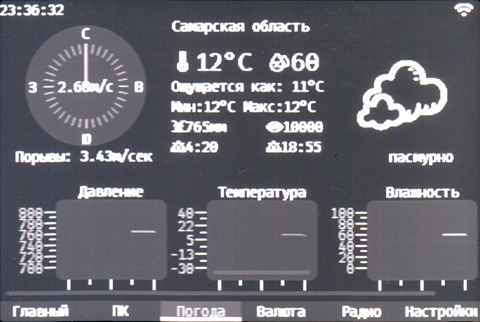 23:36:32
Самарская область
С
З 2.68м/с В
Ю
12°C 60
Ощущается как: 11°C
Мин:12°C Макс:12°C
765мм 10000
4:20 18:55
Порывы: 3.43м/сек
пасмурно
Давление Температура Влажность
800 780 760 740 720 700
40 22 5 -13 -30
100 80 60 40 20 0
Главный ПК Погода Валюта Радио Настройки